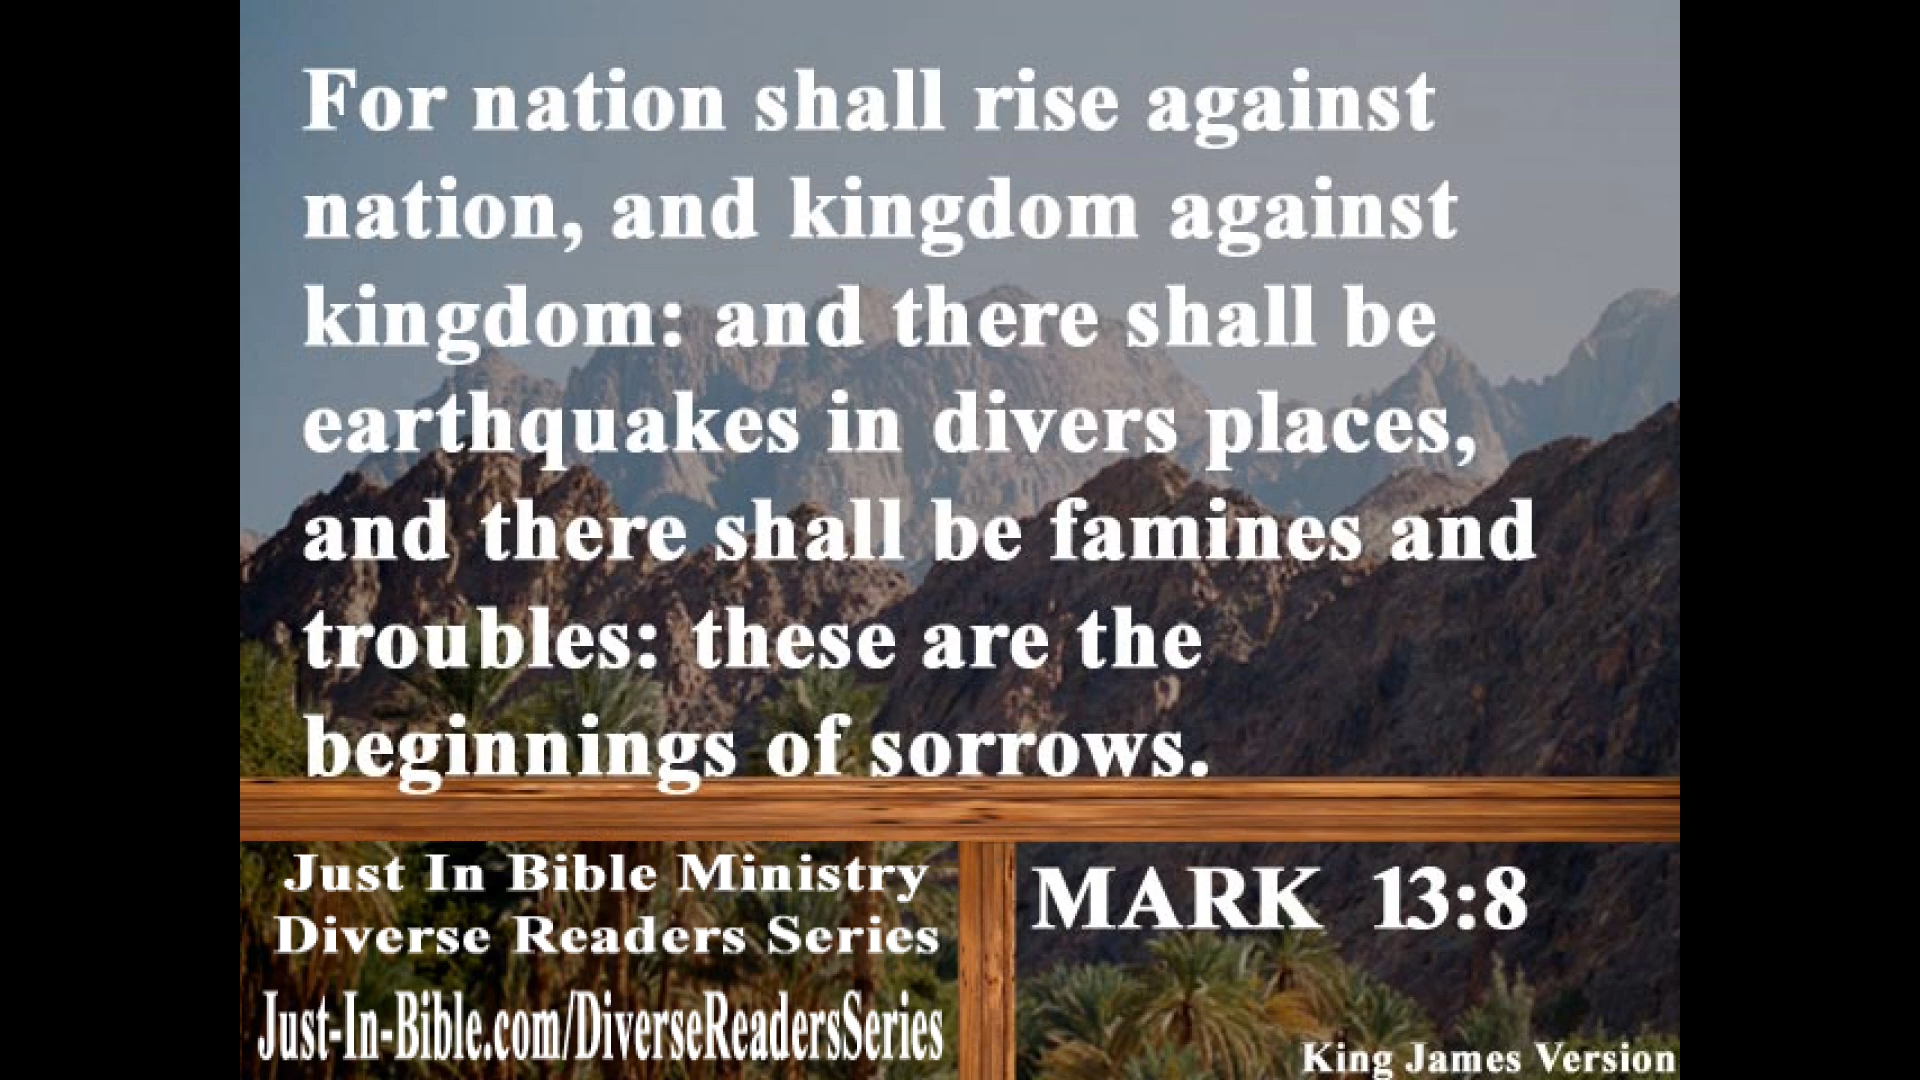 For nation shall rise against
nation, and kingdom against
kingdom: and there shall be
earthquakes in divers places,
and there shall be famines and
troubles: these are the
beginnings of sorrows.
Just In Bible Ministry
Diverse Readers Series
Just-In-Bible.com/DiverseReadersSeries
MARK 13:8
King James Version